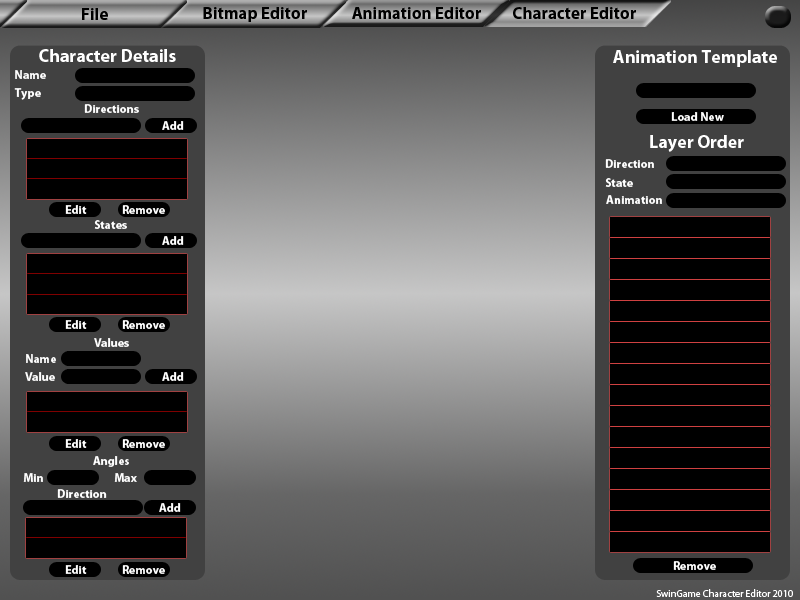 File
Bitmap Editor
Animation Editor
Character Editor
Character Details
Name
Type
Directions
Add
Edit Remove
States
Add
Edit Remove
Values
Name
Value Add
Edit Remove
Angles
Min Max
Direction
Add
Edit Remove
Animation Template
Load New
Layer Order
Direction
State
Animation
Remove
SwinGame Character Editor 2010